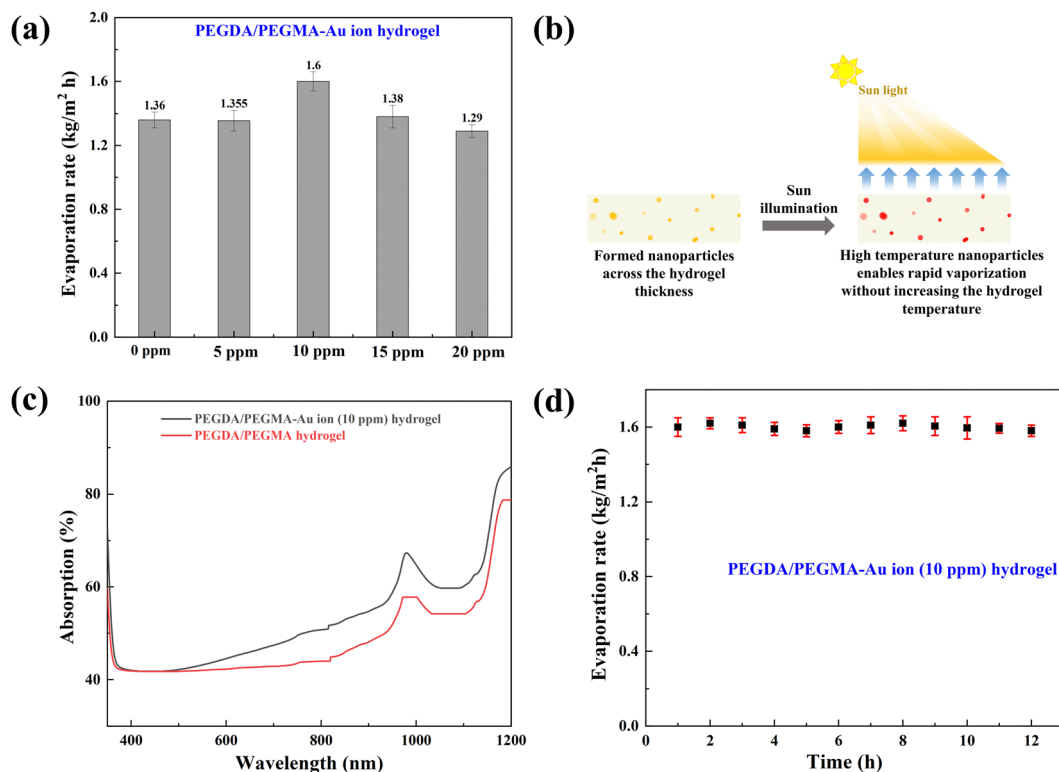 (a)
PEGDA/PEGMA-Au ion hydrogel
Evaporation rate (kg/m² h)
2.0
1.6
1.2
0.8
0.4
0.0
1.36
1.355
1.6
1.38
1.29
0 ppm
5 ppm
10 ppm
15 ppm
20 ppm
(b)
Sun light
Sun
illumination
Formed nanoparticles
across the hydrogel
thickness
High temperature nanoparticles
enables rapid vaporization
without increasing the hydrogel
temperature
(c)
PEGDA/PEGMA-Au ion (10 ppm) hydrogel
PEGDA/PEGMA hydrogel
Absorption (%)
100
80
60
40
400
600
800
1000
1200
Wavelength (nm)
(d)
Evaporation rate (kg/m²h)
1.6
1.2
0.8
0.4
0.0
PEGDA/PEGMA-Au ion (10 ppm) hydrogel
0
2
4
6
8
10
12
Time (h)